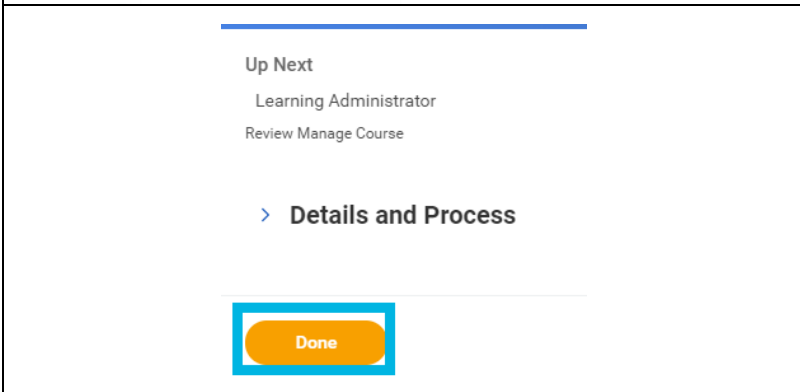 Up Next
Learning Administrator
Review Manage Course
Details and Process
Done